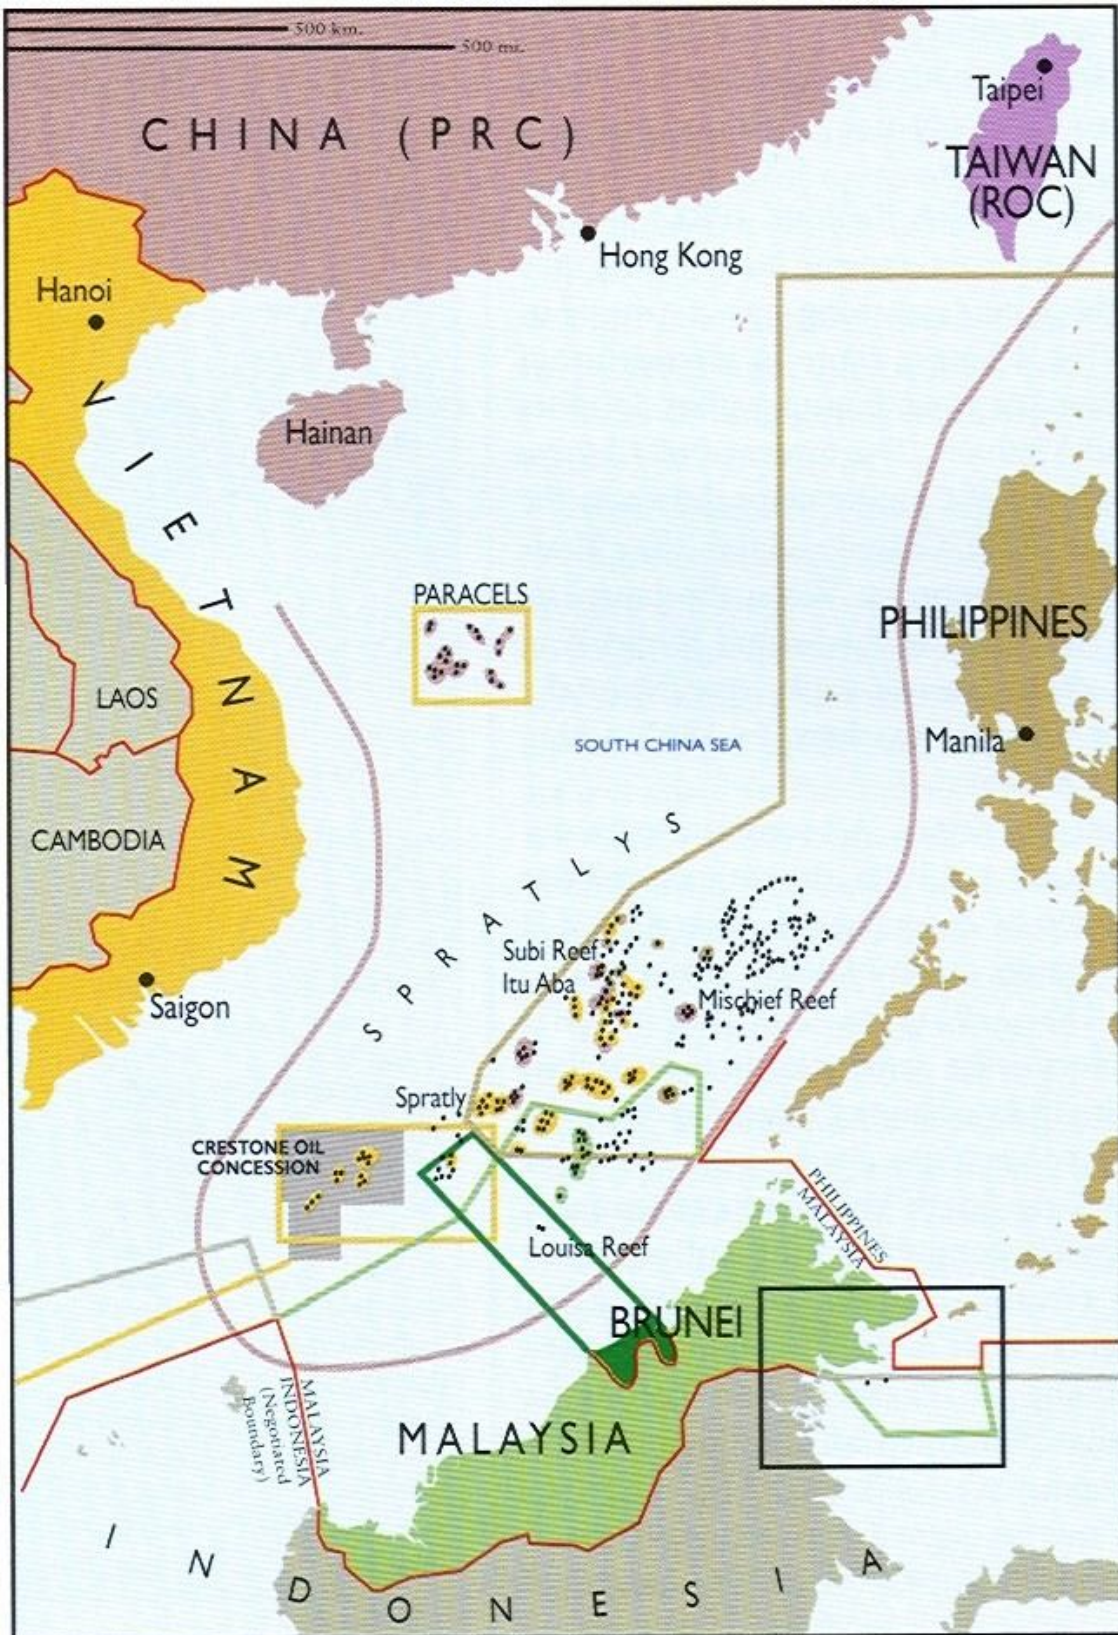 500 km.
500 mi.
CHINA (PRC)
Taipei
TAIWAN
(ROC)
Hong Kong
Hanoi
VIETNAM
Hainan
PARACELS
PHILIPPINES
LAOS
SOUTH CHINA SEA
Manila
CAMBODIA
SPRATLYS
Subi Reef
Itu Aba
Mischief Reef
Saigon
Spratly
CRESTONE OIL
CONCESSION
PHILIPPINES
MALAYSIA
Louisa Reef
BRUNEI
MALAYSIA
INDONESIA
(Negotiated
Boundary)
MALAYSIA
INDONESIA